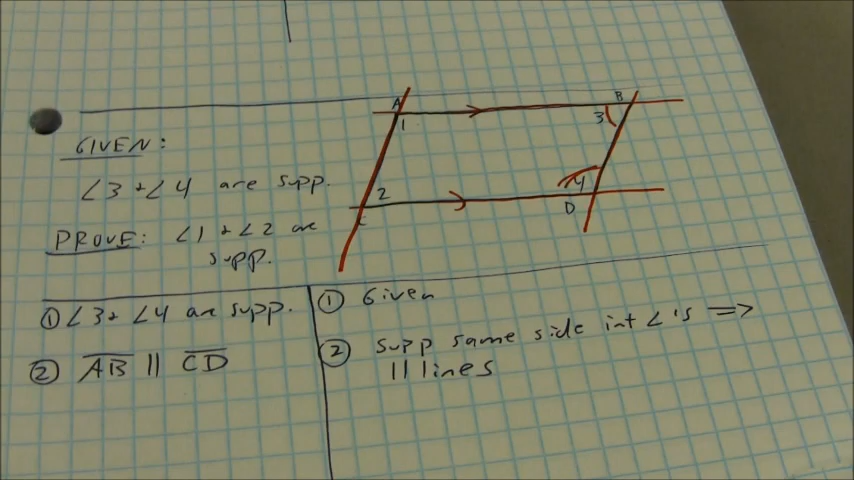 GIVEN:
∠3 + ∠4 are supp.
PROVE: ∠1 + ∠2 are
supp.
A
B
1
3
2
4
C
D
① ∠3 + ∠4 are supp.
① Given
② AB || CD
② Supp same side int ∠'s ⇒
|| lines